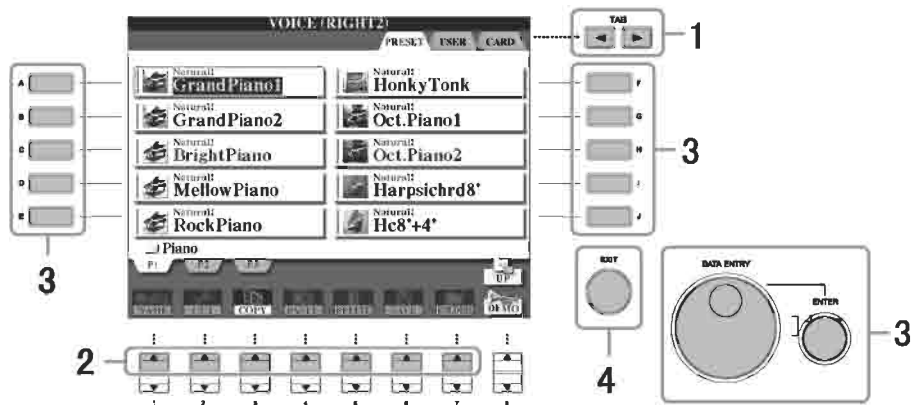 VOICE (RIGHT2)
PRESET USER CARD
TAB
1
A
B
C
D
E
3
Natural!
GrandPiano1
Natural!
GrandPiano2
Natural!
BrightPiano
Natural!
MellowPiano
Natural!
RockPiano
Natural!
HonkyTonk
Natural!
Oct.Piano1
Natural!
Oct.Piano2
Natural!
Harpsichrd8'
Natural!
Hc8'+4'
F
G
H
I
J
3
Piano
P1 P2 P3
UP
COPY
DEMO
EXIT
4
DATA ENTRY
ENTER
3
2